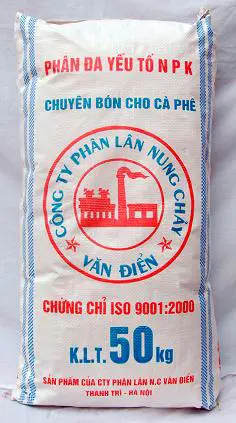 PHÂN ĐA YẾU TỐ N P K
CHUYÊN BÓN CHO CÀ PHÊ
CÔNG TY PHÂN LÂN NUNG CHẢY
VĂN ĐIỂN
CHỨNG CHỈ ISO 9001:2000
K.L.T. 50kg
SẢN PHẨM CỦA CTY PHÂN LÂN N.C VĂN ĐIỂN
THANH TRÌ - HÀ NỘI